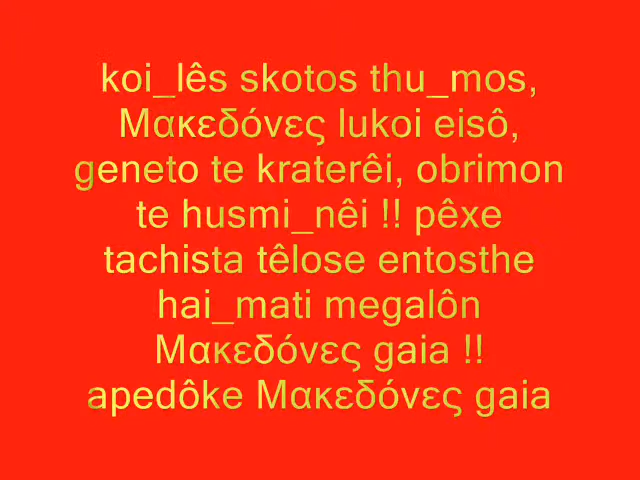 koi_lês skotos thu_mos,
Μακεδόνες lukoi eisô,
geneto te kraterêi, obrimon
te husmi_nêi !! pêxe
tachista têlose entosthe
hai_mati megalôn
Μακεδόνες gaia !!
apedôke Μακεδόνες gaia